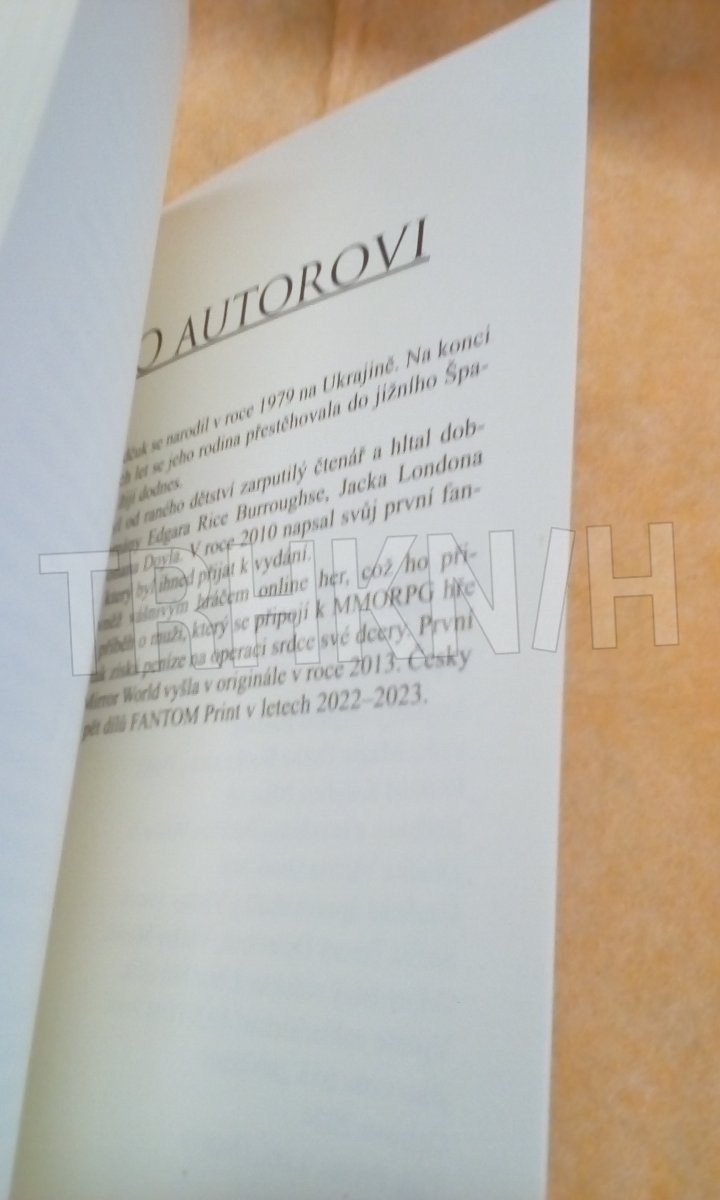 O AUTOROVI
se narodil v roce 1979 na Ukrajině. Na konci
let se jeho rodina přestěhovala do jižního Špa-
dodnes.
od raného dětství zarputilý čtenář a hltal dob-
Edgara Rice Burroughse, Jacka Londona
Doyla. V roce 2010 napsal svůj první fan-
který byl ihned přijat k vydání.
vášnivým hráčem online her, což ho při-
příběh o muži, který se připojí k MMORPG hře
získá peníze na operaci srdce své dcery. První
Mirror World vyšla v originále v roce 2013. Česky
pět dílů FANTOM Print v letech 2022–2023.
TRHKNIH